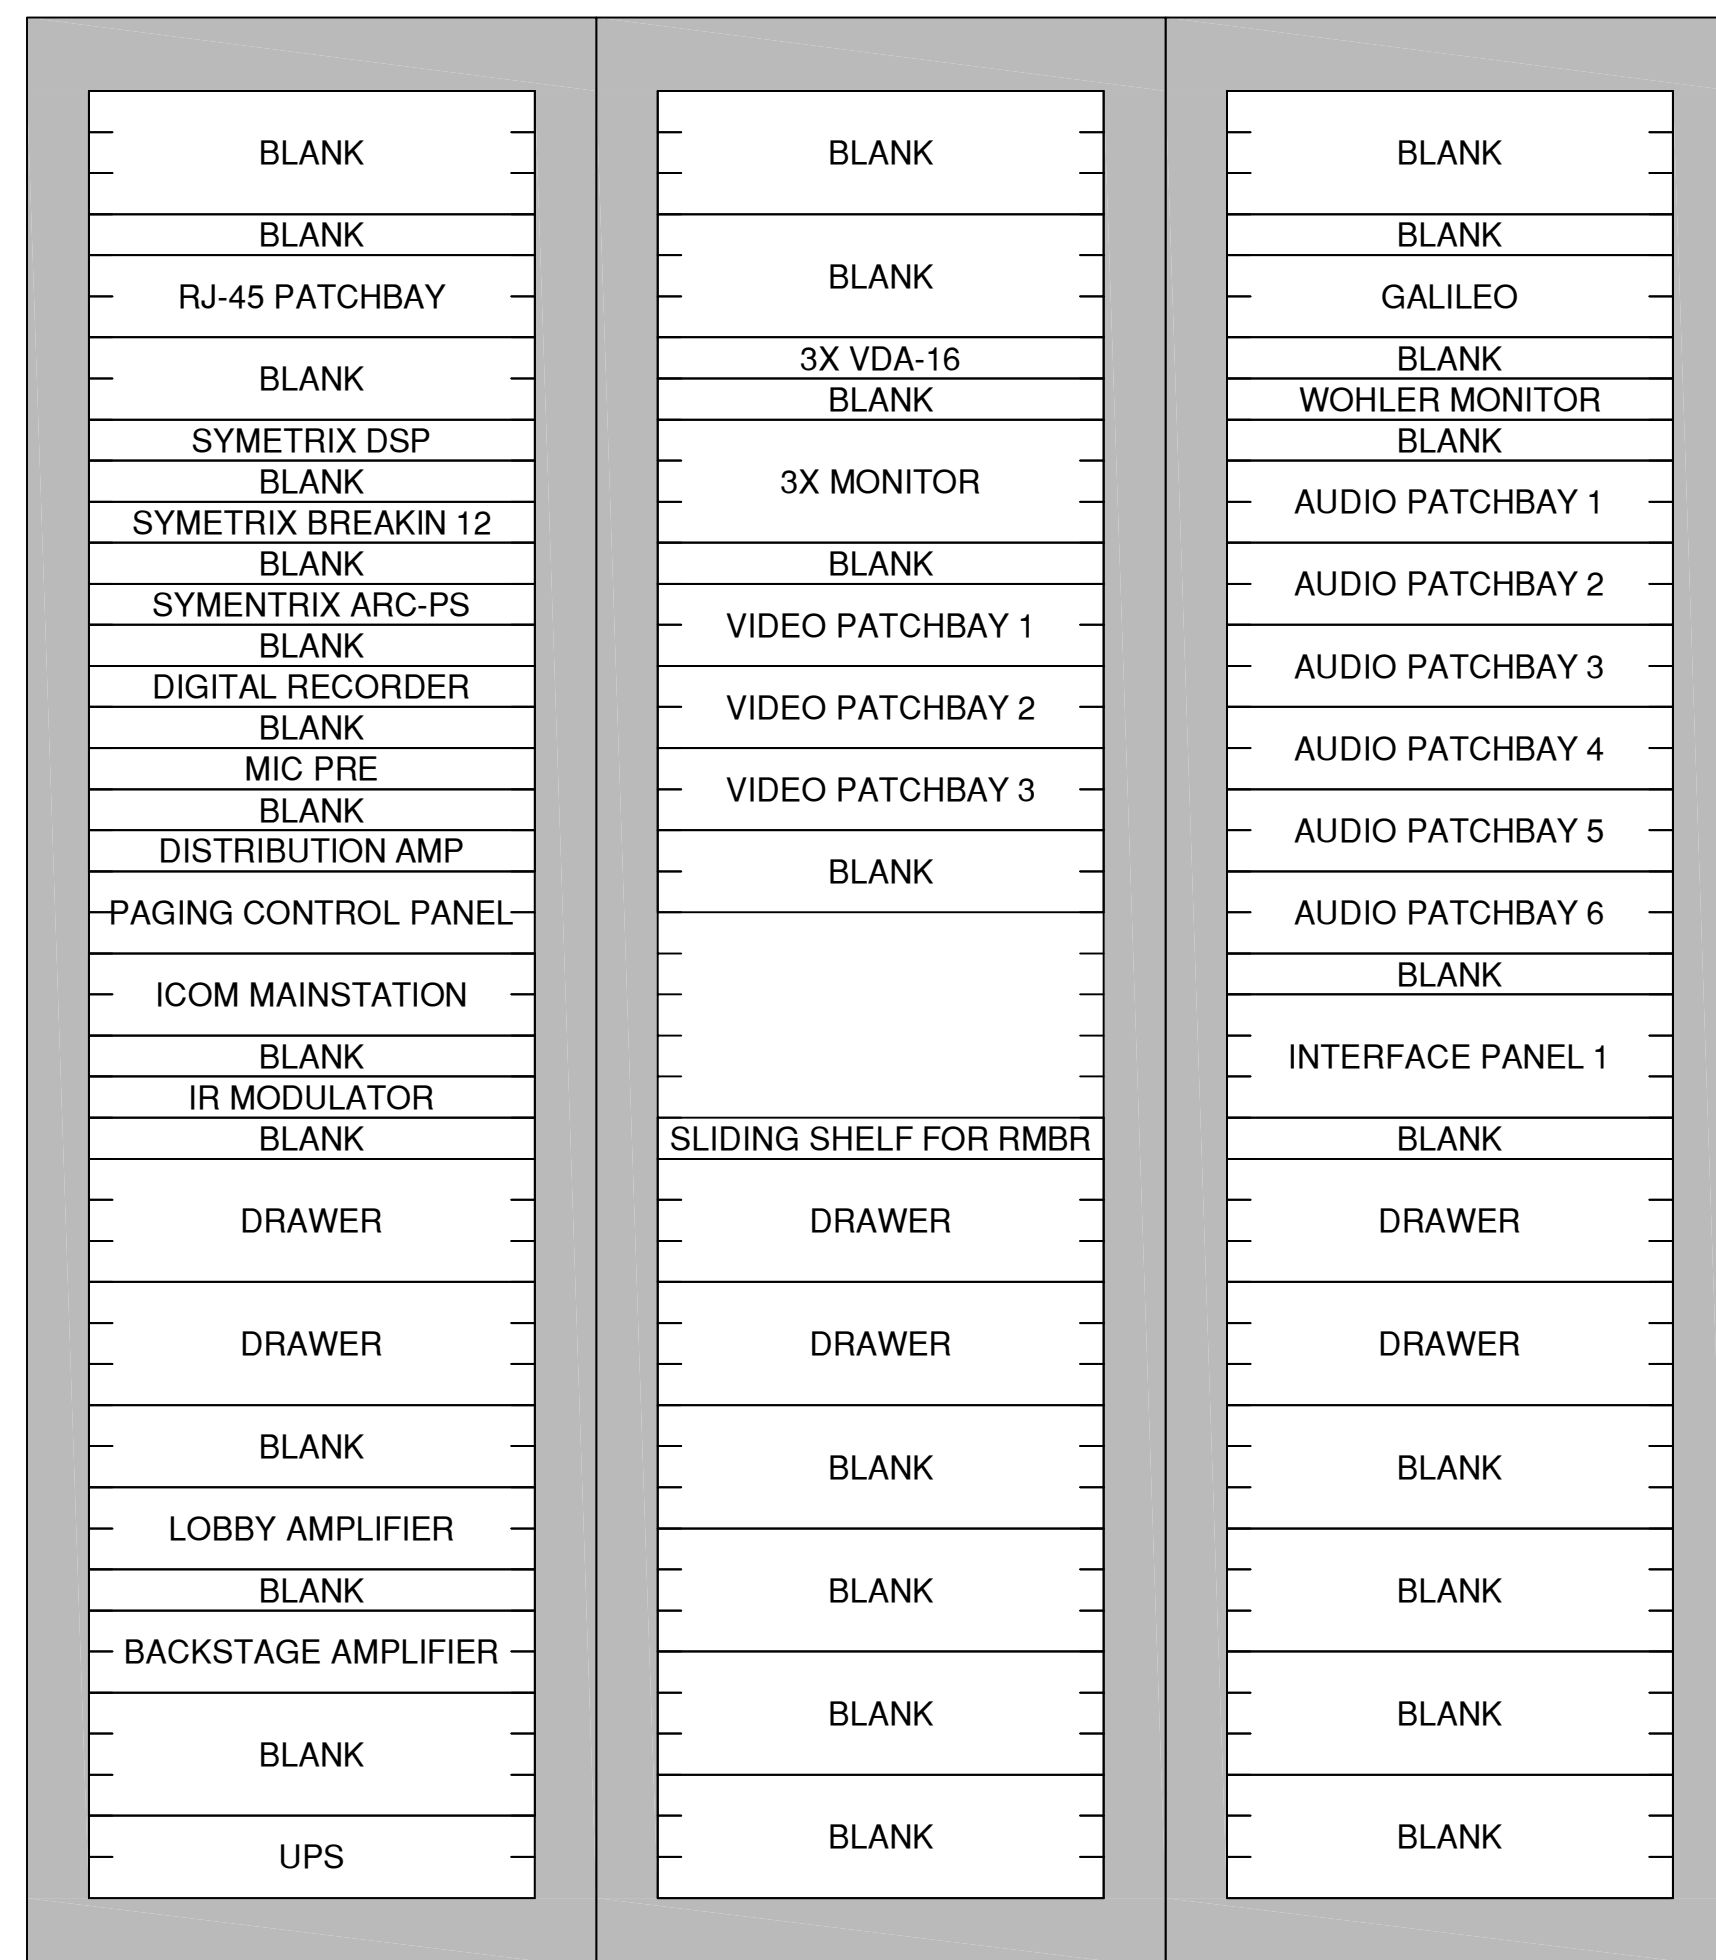 BLANK
BLANK
RJ-45 PATCHBAY
BLANK
SYMETRIX DSP
BLANK
SYMETRIX BREAKIN 12
BLANK
SYMENTRIX ARC-PS
BLANK
DIGITAL RECORDER
BLANK
MIC PRE
BLANK
DISTRIBUTION AMP
PAGING CONTROL PANEL
ICOM MAINSTATION
BLANK
IR MODULATOR
BLANK
DRAWER
DRAWER
BLANK
LOBBY AMPLIFIER
BLANK
BACKSTAGE AMPLIFIER
BLANK
UPS
BLANK
BLANK
3X VDA-16
BLANK
3X MONITOR
BLANK
VIDEO PATCHBAY 1
VIDEO PATCHBAY 2
VIDEO PATCHBAY 3
BLANK
SLIDING SHELF FOR RMBR
DRAWER
DRAWER
BLANK
BLANK
BLANK
BLANK
BLANK
BLANK
GALILEO
BLANK
WOHLER MONITOR
BLANK
AUDIO PATCHBAY 1
AUDIO PATCHBAY 2
AUDIO PATCHBAY 3
AUDIO PATCHBAY 4
AUDIO PATCHBAY 5
AUDIO PATCHBAY 6
BLANK
INTERFACE PANEL 1
BLANK
DRAWER
DRAWER
BLANK
BLANK
BLANK
BLANK